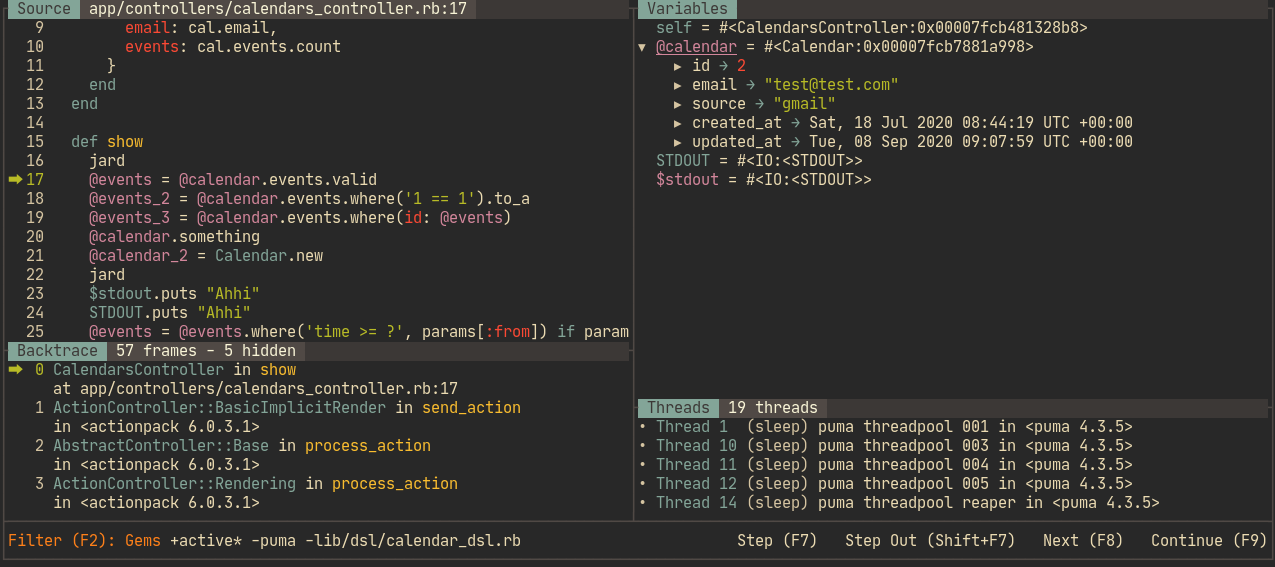 Source app/controllers/calendars_controller.rb:17
9 email: cal.email,
10 events: cal.events.count
11 }
12 end
13 end
14
15 def show
16 jard
➡ 17 @events = @calendar.events.valid
18 @events_2 = @calendar.events.where('1 == 1').to_a
19 @events_3 = @calendar.events.where(id: @events)
20 @calendar.something
21 @calendar_2 = Calendar.new
22 jard
23 $stdout.puts "Ahhi"
24 STDOUT.puts "Ahhi"
25 @events = @events.where('time >= ?', params[:from]) if param
Backtrace 57 frames - 5 hidden
➡ 0 CalendarsController in show
at app/controllers/calendars_controller.rb:17
1 ActionController::BasicImplicitRender in send_action
in <actionpack 6.0.3.1>
2 AbstractController::Base in process_action
in <actionpack 6.0.3.1>
3 ActionController::Rendering in process_action
in <actionpack 6.0.3.1>
Variables
self = #<CalendarsController:0x00007fcb481328b8>
▾ @calendar = #<Calendar:0x00007fcb7881a998>
▸ id → 2
▸ email → "test@test.com"
▸ source → "gmail"
▸ created_at → Sat, 18 Jul 2020 08:44:19 UTC +00:00
▸ updated_at → Tue, 08 Sep 2020 09:07:59 UTC +00:00
STDOUT = #<IO:<STDOUT>>
$stdout = #<IO:<STDOUT>>
Threads 19 threads
• Thread 1 (sleep) puma threadpool 001 in <puma 4.3.5>
• Thread 10 (sleep) puma threadpool 003 in <puma 4.3.5>
• Thread 11 (sleep) puma threadpool 004 in <puma 4.3.5>
• Thread 12 (sleep) puma threadpool 005 in <puma 4.3.5>
• Thread 14 (sleep) puma threadpool reaper in <puma 4.3.5>
Filter (F2): Gems +active* -puma -lib/dsl/calendar_dsl.rb Step (F7) Step Out (Shift+F7) Next (F8) Continue (F9)